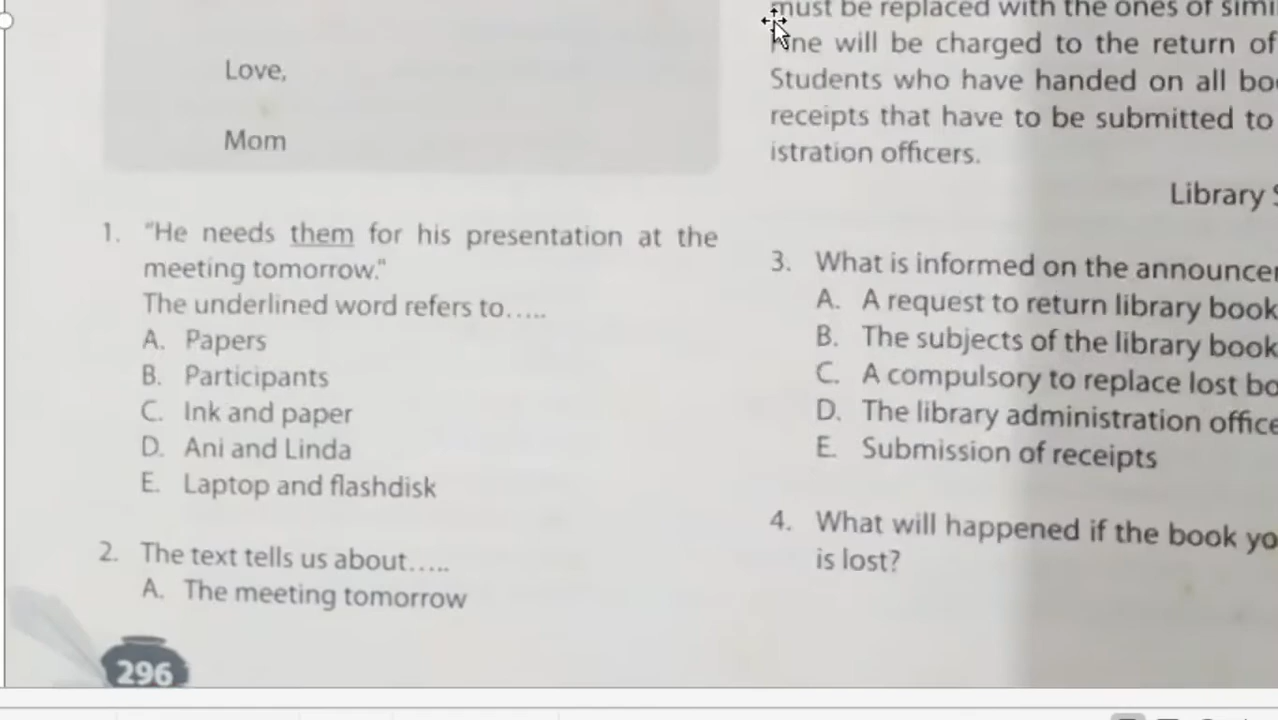 Love,
Mom
1. "He needs them for his presentation at the
meeting tomorrow."
The underlined word refers to.....
A. Papers
B. Participants
C. Ink and paper
D. Ani and Linda
E. Laptop and flashdisk
2. The text tells us about.....
A. The meeting tomorrow
296
must be replaced with the ones of simi
will be charged to the return of
Students who have handed on all bo
receipts that have to be submitted to
istration officers.
Library S
3. What is informed on the announcer
A. A request to return library book
B. The subjects of the library book
C. A compulsory to replace lost bo
D. The library administration office
E. Submission of receipts
4. What will happened if the book yo
is lost?